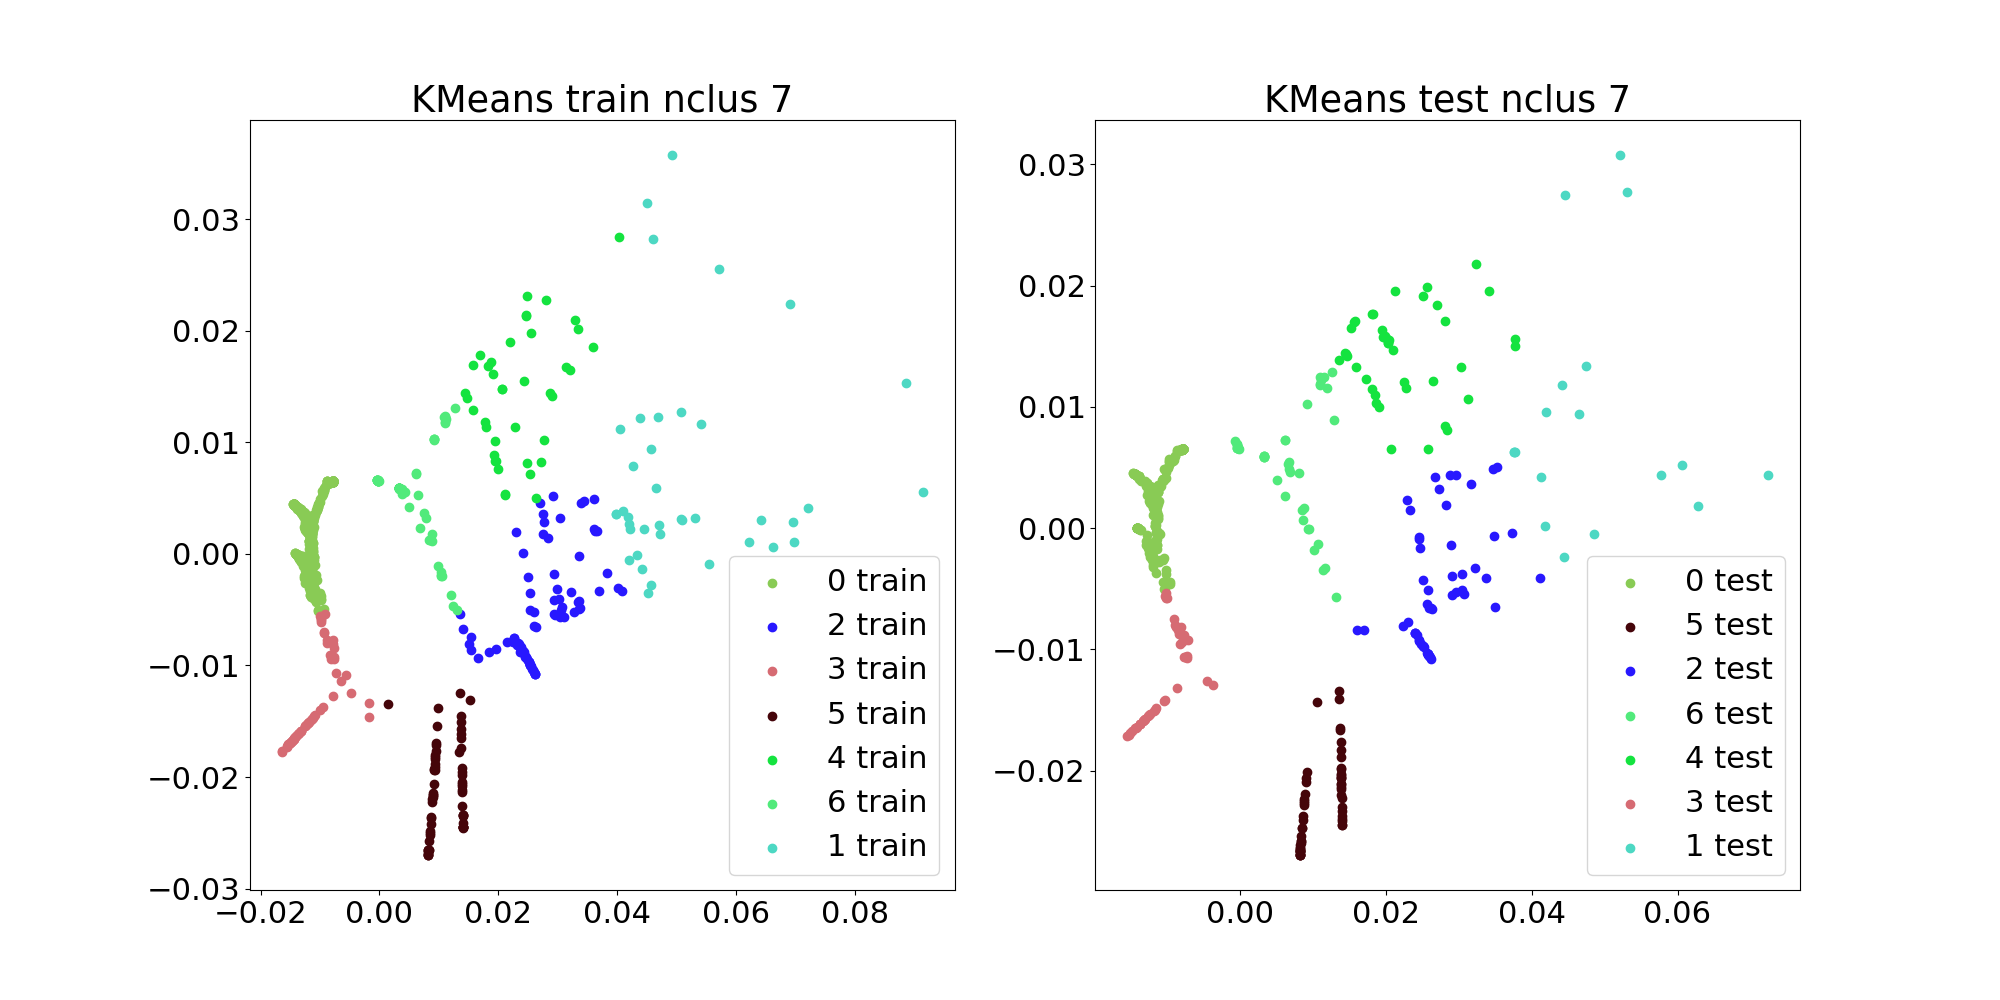 KMeans train nclus 7
0.03
0.02
0.01
0.00
−0.01
−0.02
−0.03
−0.02 0.00 0.02 0.04 0.06 0.08
0 train
2 train
3 train
5 train
4 train
6 train
1 train
KMeans test nclus 7
0.03
0.02
0.01
0.00
−0.01
−0.02
0.00 0.02 0.04 0.06
0 test
5 test
2 test
6 test
4 test
3 test
1 test